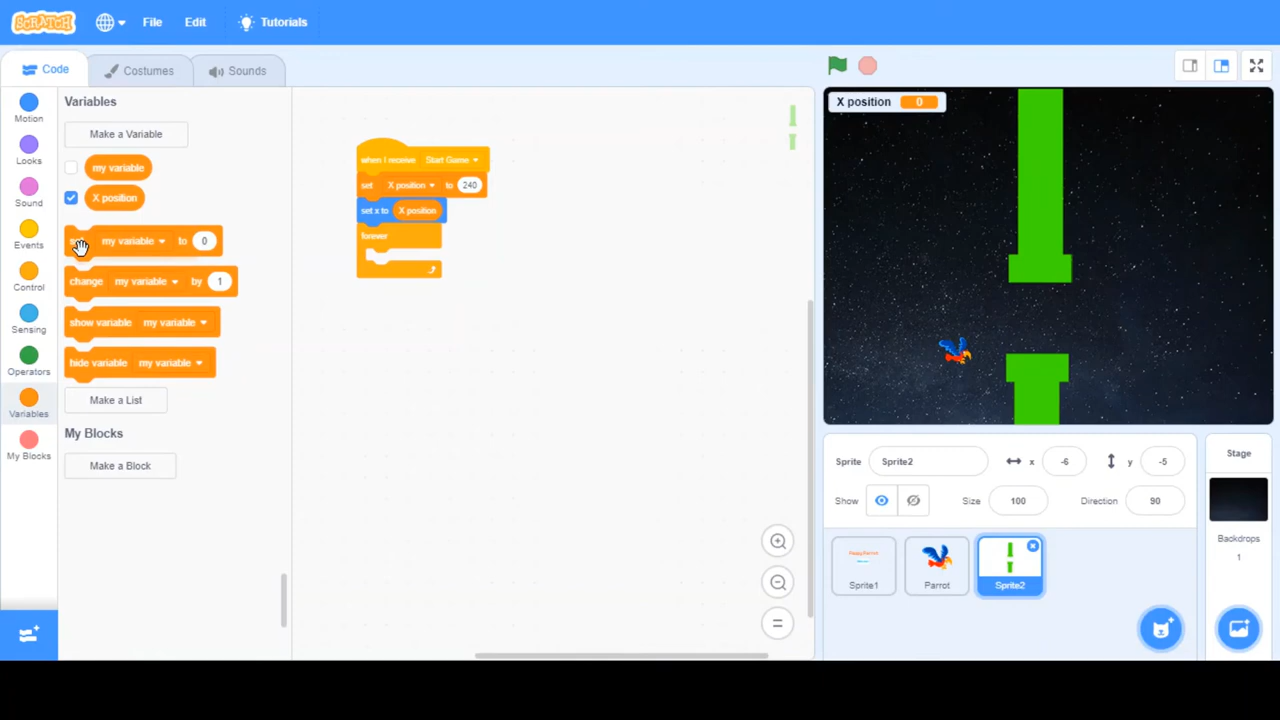 SCRATCH
File
Edit
Tutorials
Code
Costumes
Sounds
Motion
Looks
Sound
Events
Control
Sensing
Operators
Variables
My Blocks
Variables
Make a Variable
my variable
X position
my variable to 0
change my variable by 1
show variable my variable
hide variable my variable
Make a List
My Blocks
Make a Block
when I receive Start Game
set X position to 240
set x to X position
forever
X position 0
Sprite Sprite2 x -6 y -5
Show Size 100 Direction 90
Sprite1
Parrot
Sprite2
Stage
Backdrops
1